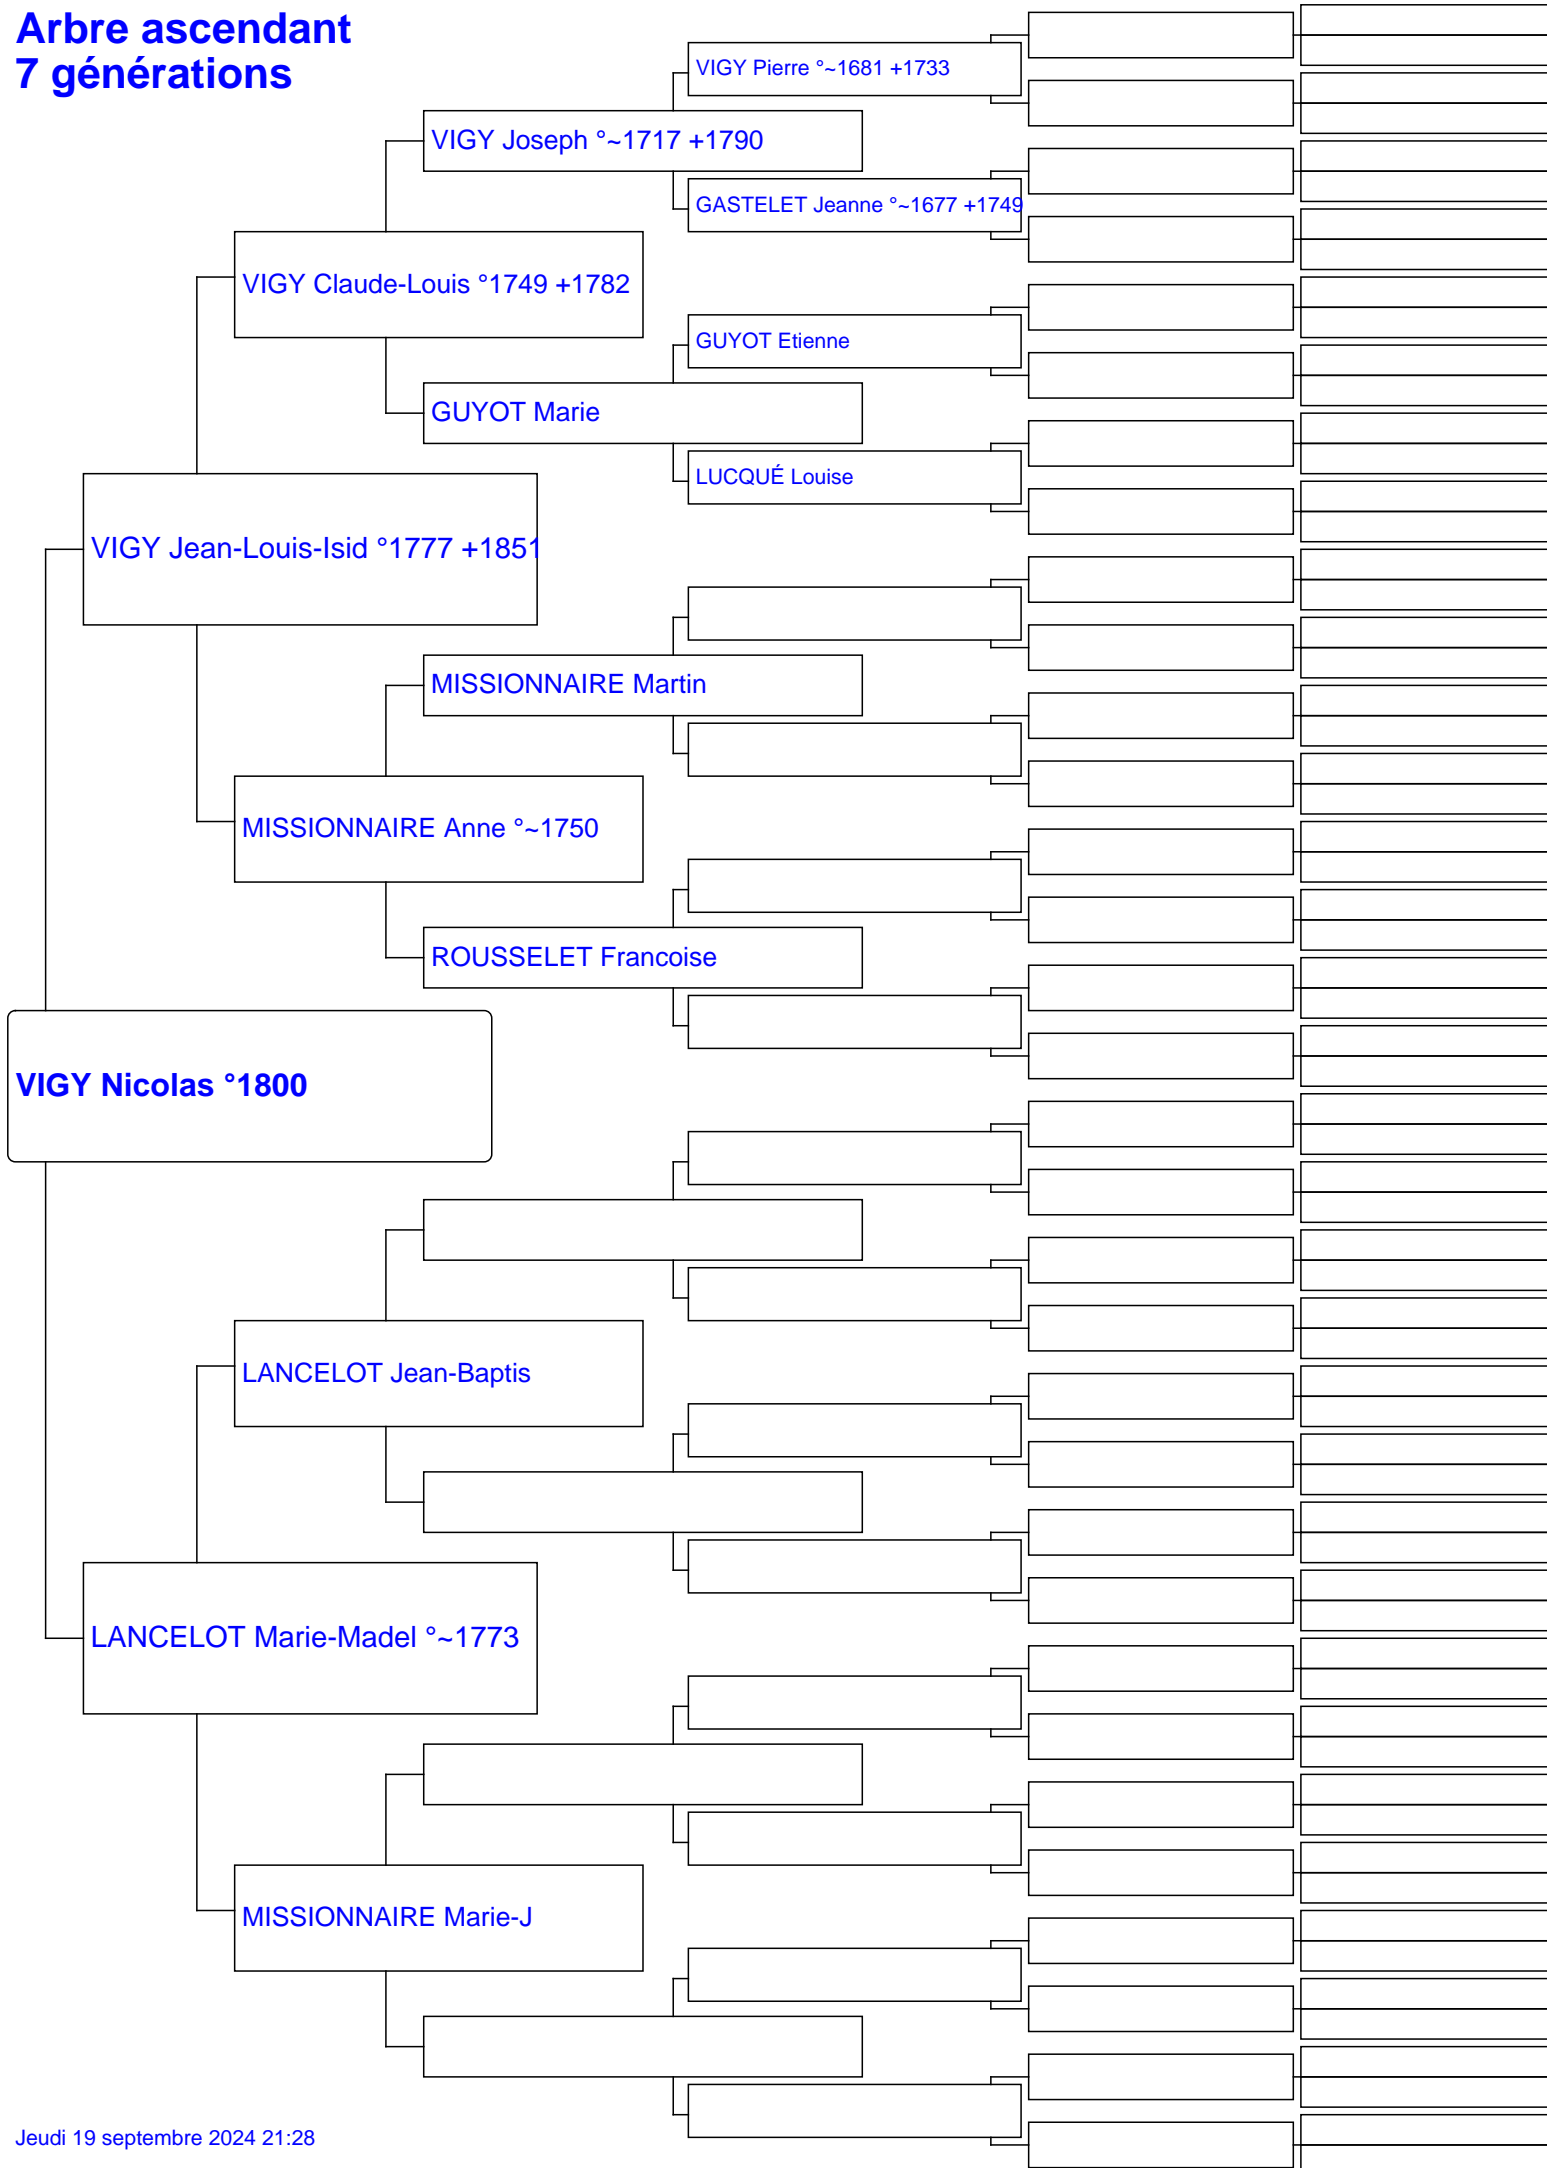 Arbre ascendant
7 générations
VIGY Pierre °~1681 +1733
VIGY Joseph °~1717 +1790
GASTELET Jeanne °~1677 +1749
VIGY Claude-Louis °1749 +1782
GUYOT Etienne
GUYOT Marie
LUCQUÉ Louise
VIGY Jean-Louis-Isid °1777 +1851
MISSIONNAIRE Martin
MISSIONNAIRE Anne °~1750
ROUSSELET Francoise
VIGY Nicolas °1800
LANCELOT Jean-Baptis
LANCELOT Marie-Madel °~1773
MISSIONNAIRE Marie-J
Jeudi 19 septembre 2024 21:28